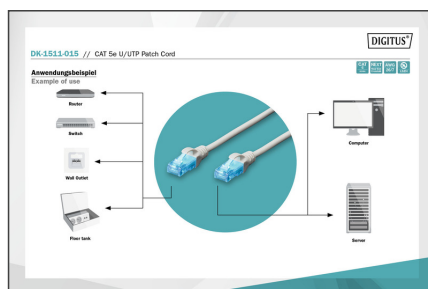 DIGITUS®
DK-1511-015 // CAT 5e U/UTP Patch Cord
Anwendungsbeispiel
Example of use
Router
Switch
Wall Outlet
Floor tank
Computer
Server